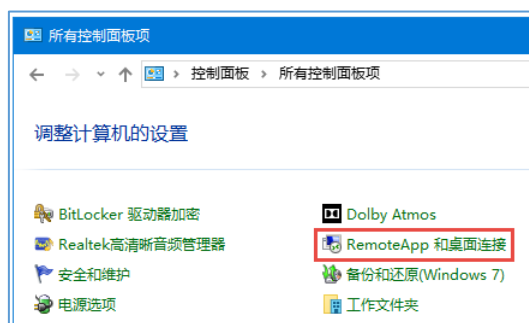 所有控制面板项
控制面板 › 所有控制面板项
调整计算机的设置
BitLocker 驱动器加密
Dolby Atmos
Realtek高清晰音频管理器
RemoteApp 和桌面连接
安全和维护
备份和还原(Windows 7)
电源选项
工作文件夹